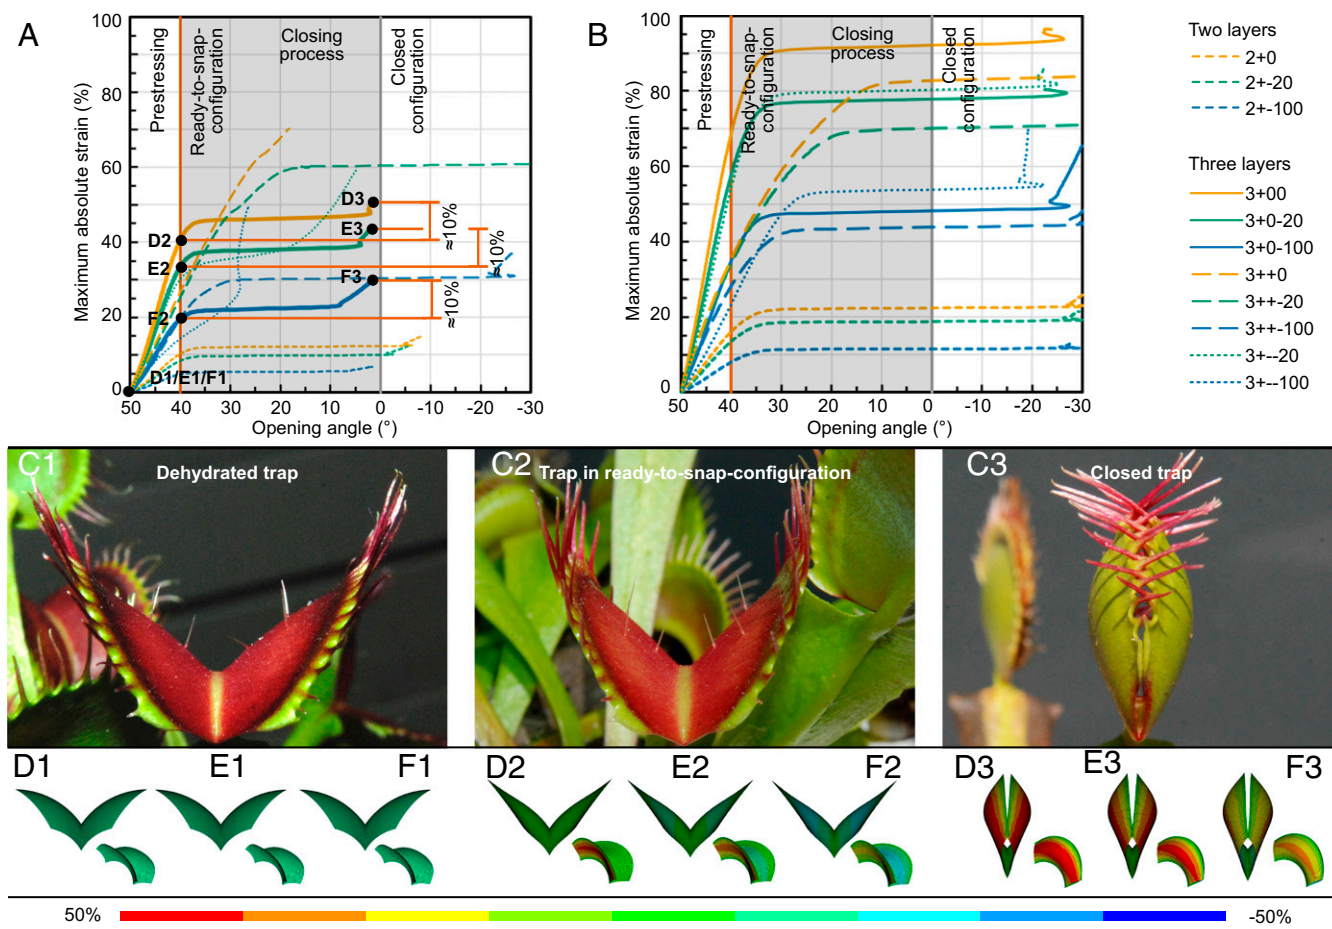 A
Maximum absolute strain (%)
100
80
60
40
20
0
Prestressing
Ready-to-snap-
configuration
Closing
process
Closed
configuration
D3
E3
F3
D2
E2
F2
D1/E1/F1
≈10%
≈10%
≈10%
50 40 30 20 10 0 -10 -20 -30
Opening angle (°)
B
Maximum absolute strain (%)
100
80
60
40
20
0
Prestressing
Ready-to-snap-
configuration
Closing
process
Closed
configuration
50 40 30 20 10 0 -10 -20 -30
Opening angle (°)
Two layers
2+0
2+-20
2+-100
Three layers
3+00
3+0-20
3+0-100
3++0
3++-20
3++-100
3+--20
3+--100
C1 Dehydrated trap
C2 Trap in ready-to-snap-configuration
C3 Closed trap
D1 E1 F1
D2 E2 F2
D3 E3 F3
50% -50%